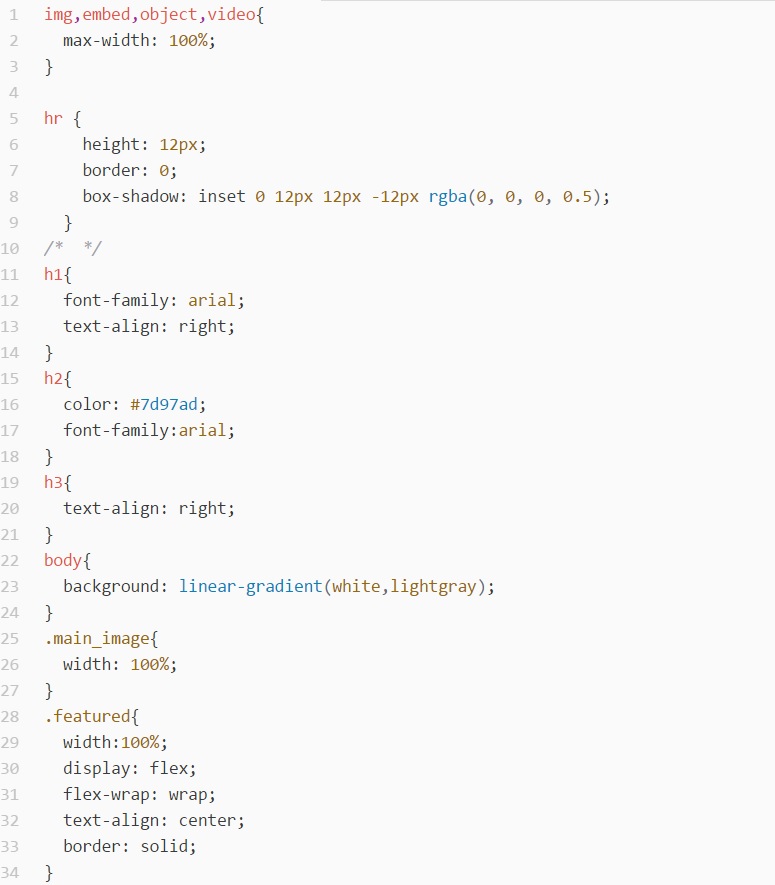 1 img,embed,object,video{
2   max-width: 100%;
3 }
4
5 hr {
6     height: 12px;
7     border: 0;
8     box-shadow: inset 0 12px 12px -12px rgba(0, 0, 0, 0.5);
9   }
10 /*  */
11 h1{
12   font-family: arial;
13   text-align: right;
14 }
15 h2{
16   color: #7d97ad;
17   font-family:arial;
18 }
19 h3{
20   text-align: right;
21 }
22 body{
23   background: linear-gradient(white,lightgray);
24 }
25 .main_image{
26   width: 100%;
27 }
28 .featured{
29   width:100%;
30   display: flex;
31   flex-wrap: wrap;
32   text-align: center;
33   border: solid;
34 }